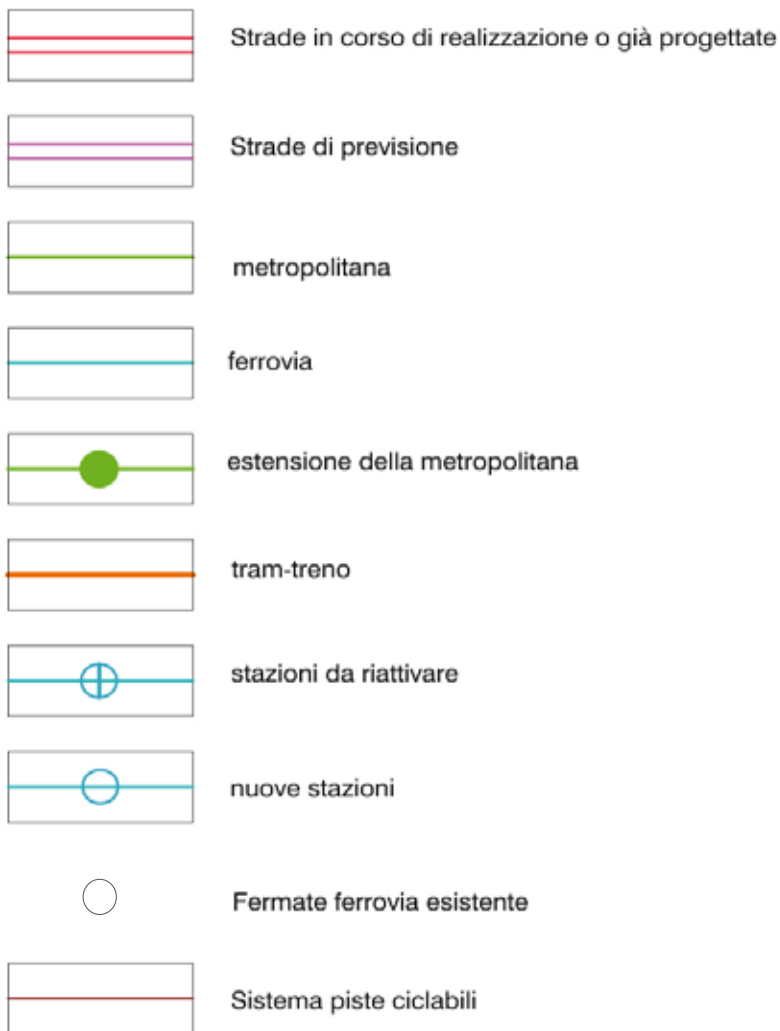 Strade in corso di realizzazione o già progettate
Strade di previsione
metropolitana
ferrovia
estensione della metropolitana
tram-treno
stazioni da riattivare
nuove stazioni
Fermate ferrovia esistente
Sistema piste ciclabili